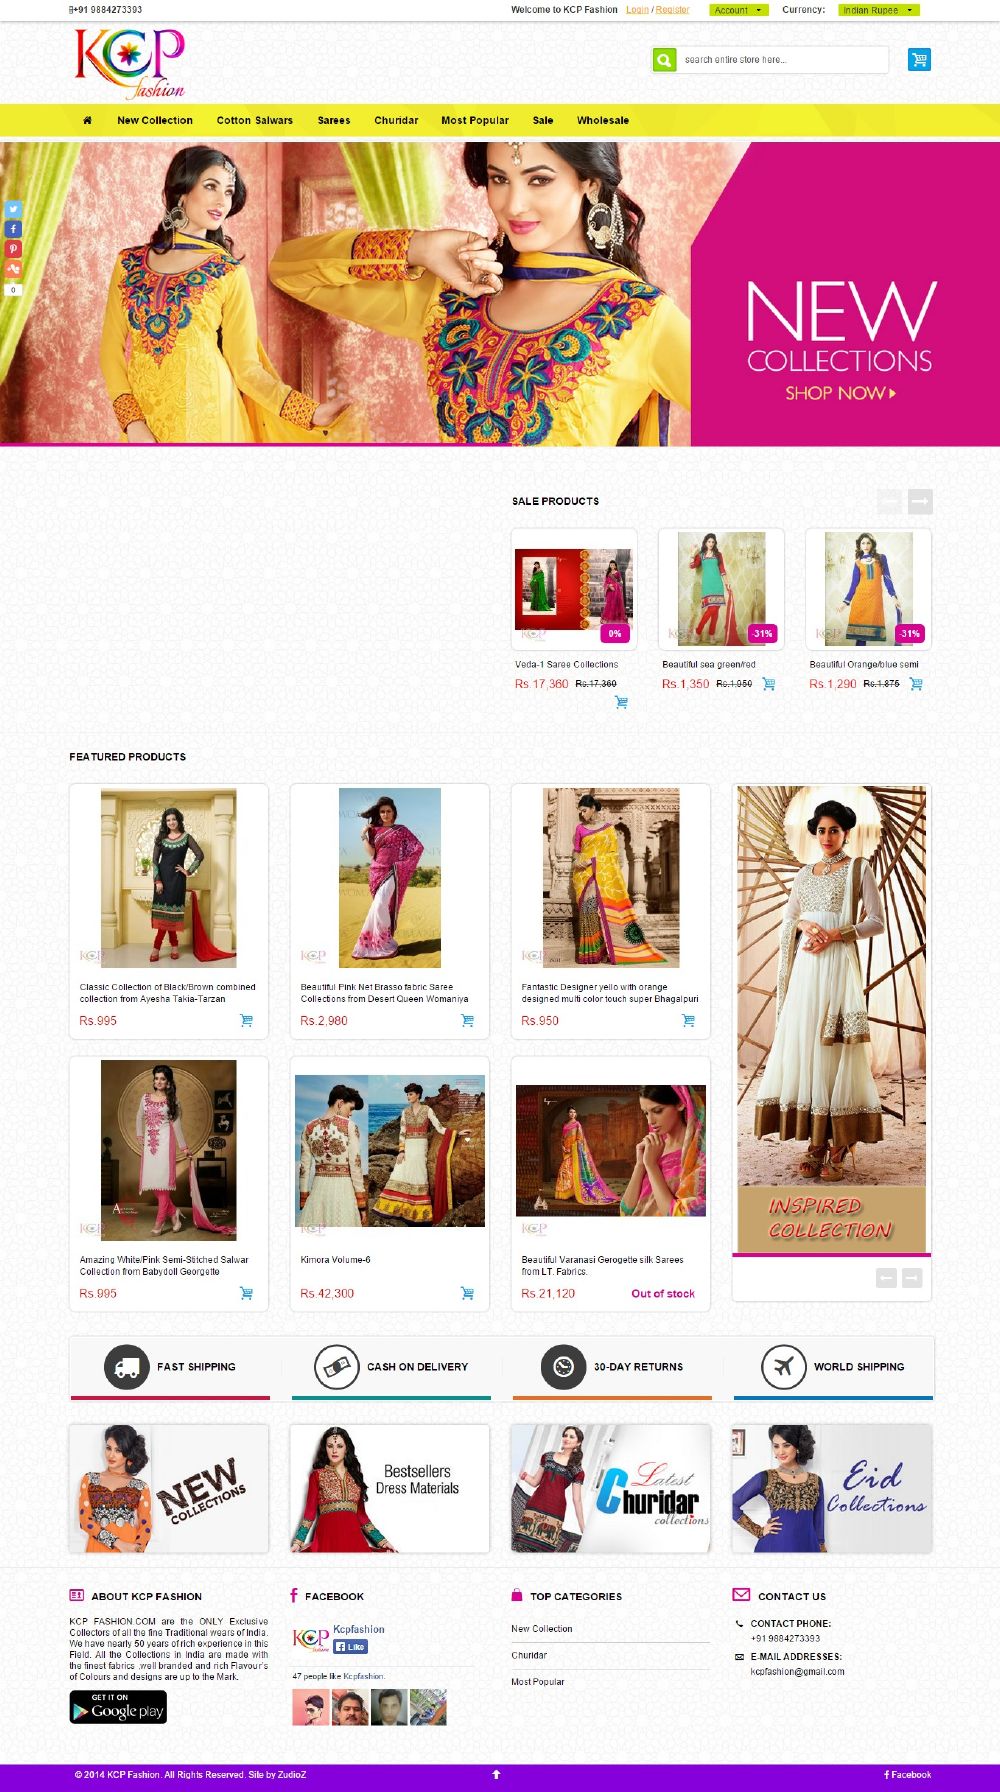 +91 9884273393
Welcome to KCP Fashion Login / Register Account Currency: Indian Rupee
KCP
fashion
search entire store here...
New Collection Cotton Salwars Sarees Churidar Most Popular Sale Wholesale
0
NEW
COLLECTIONS
SHOP NOW
SALE PRODUCTS
KCP
0%
-31%
-31%
Veda-1 Saree Collections
Rs.17,360 Rs.17,360
Beautiful sea green/red
Rs.1,350 Rs.1,950
Beautiful Orange/blue semi
Rs.1,290 Rs.1,875
FEATURED PRODUCTS
KCP
Classic Collection of Black/Brown combined
collection from Ayesha Takia-Tarzan
Rs.995
KCP
Beautiful Pink Net Brasso fabric Saree
Collections from Desert Queen Womaniya
Rs.2,980
KCP
Fantastic Designer yello with orange
designed multi color touch super Bhagalpuri
Rs.950
KCP
Amazing White/Pink Semi-Stitched Salwar
Collection from Babydoll Georgette
Rs.995
KCP
Kimora Volume-6
Rs.42,300
KCP
Beautiful Varanasi Gerogette silk Sarees
from LT. Fabrics.
Rs.21,120 Out of stock
INSPIRED
COLLECTION
FAST SHIPPING
CASH ON DELIVERY
30-DAY RETURNS
WORLD SHIPPING
NEW
COLLECTIONS
Bestsellers
Dress Materials
Latest
Churidar
collections
Eid
Collections
ABOUT KCP FASHION
KCP FASHION.COM are the ONLY Exclusive
Collectors of all the fine Traditional wears of India.
We have nearly 50 years of rich experience in this
Field. All the Collections in India are made with
the finest fabrics ,well branded and rich Flavour's
of Colours and designs are up to the Mark.
GET IT ON
Google play
FACEBOOK
KCP
Kcpfashion
Like
47 people like Kcpfashion.
TOP CATEGORIES
New Collection
Churidar
Most Popular
CONTACT US
CONTACT PHONE:
+91 9884273393
E-MAIL ADDRESSES:
kcpfashion@gmail.com
© 2014 KCP Fashion. All Rights Reserved. Site by ZudioZ
Facebook